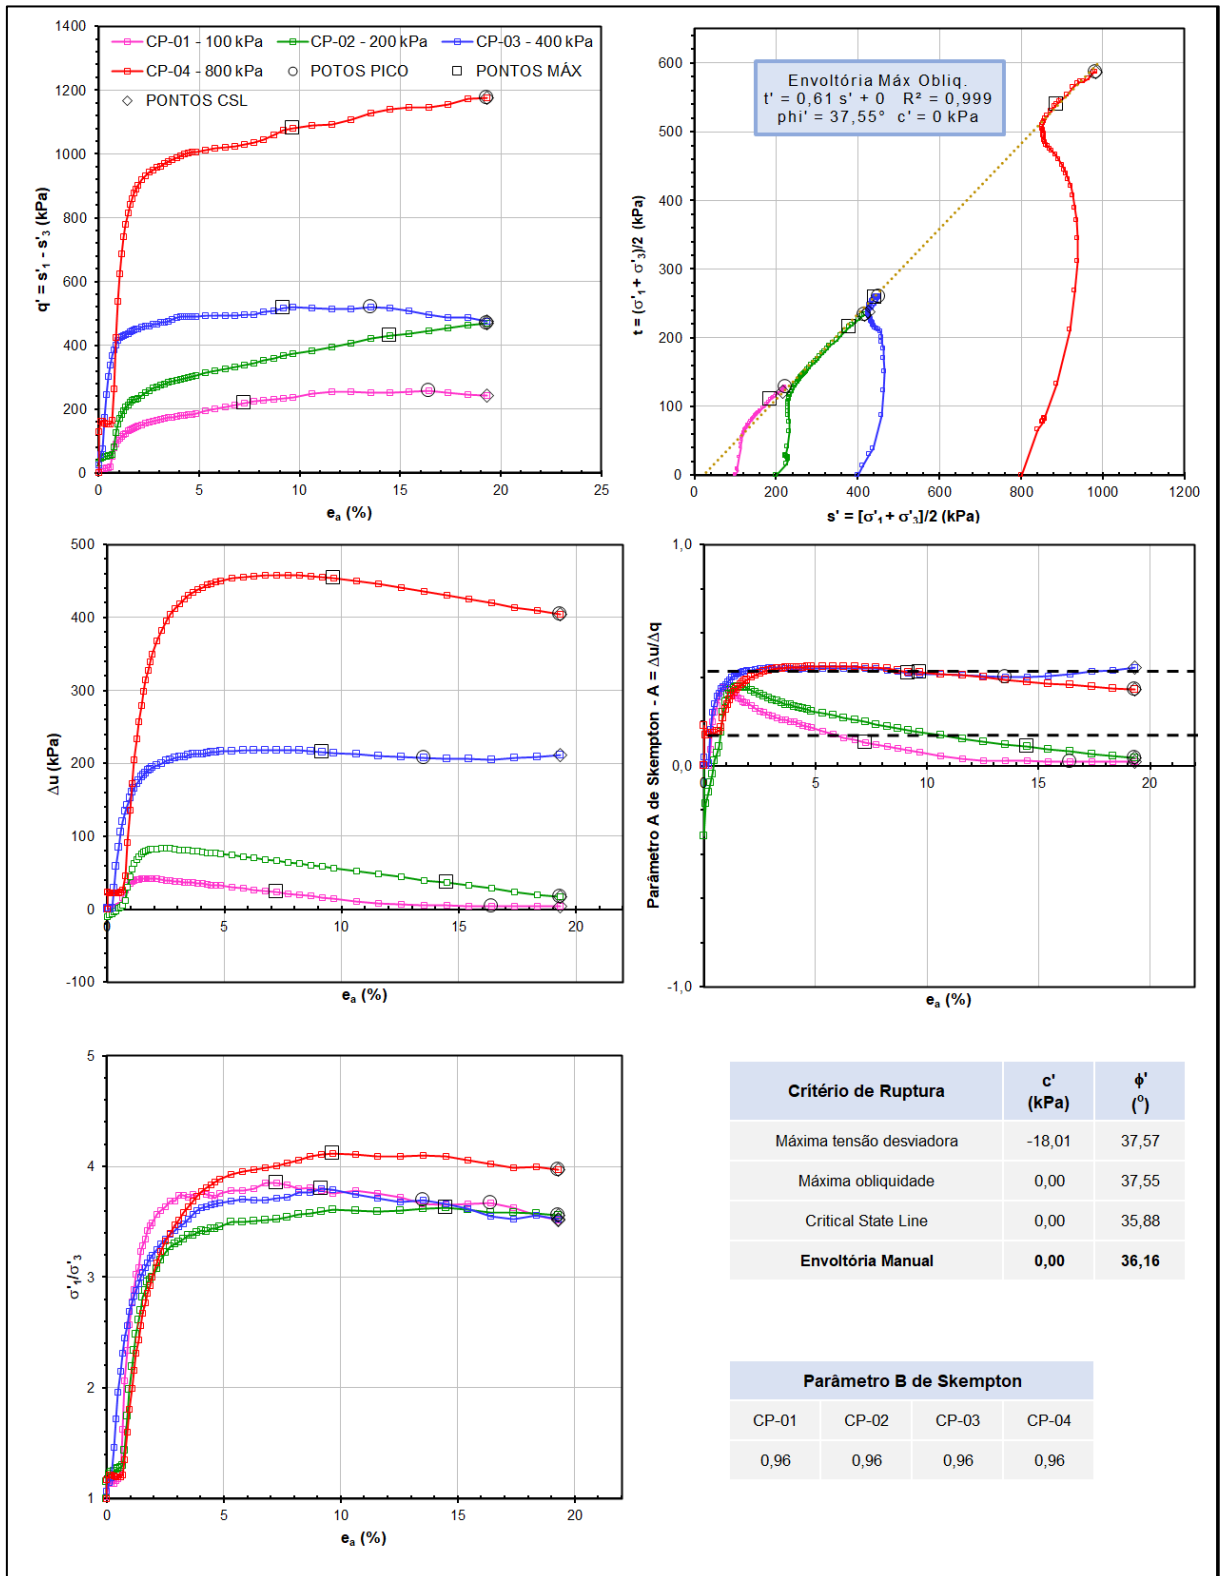 1400
1200
1000
800
600
400
200
0
q' = s'₁ - s'₃ (kPa)
CP-01 - 100 kPa
CP-02 - 200 kPa
CP-03 - 400 kPa
CP-04 - 800 kPa
POTOS PICO
PONTOS MÁX
PONTOS CSL
0 5 10 15 20 25
eₐ (%)
600
500
400
300
200
100
0
t = (σ'₁ + σ'₃)/2 (kPa)
Envoltória Máx Obliq.
t' = 0,61 s' + 0 R² = 0,999
phi' = 37,55° c' = 0 kPa
0 200 400 600 800 1000 1200
s' = [σ'₁ + σ'₃]/2 (kPa)
500
400
300
200
100
0
-100
Δu (kPa)
0 5 10 15 20
eₐ (%)
1,0
0,0
-1,0
Parâmetro A de Skempton - A = Δu/Δq
0 5 10 15 20
eₐ (%)
5
4
3
2
1
σ'₁/σ'₃
0 5 10 15 20
eₐ (%)
Critério de Ruptura c' (kPa) ϕ' (°)
Máxima tensão desviadora -18,01 37,57
Máxima obliquidade 0,00 37,55
Critical State Line 0,00 35,88
Envoltória Manual 0,00 36,16
Parâmetro B de Skempton
CP-01 CP-02 CP-03 CP-04
0,96 0,96 0,96 0,96